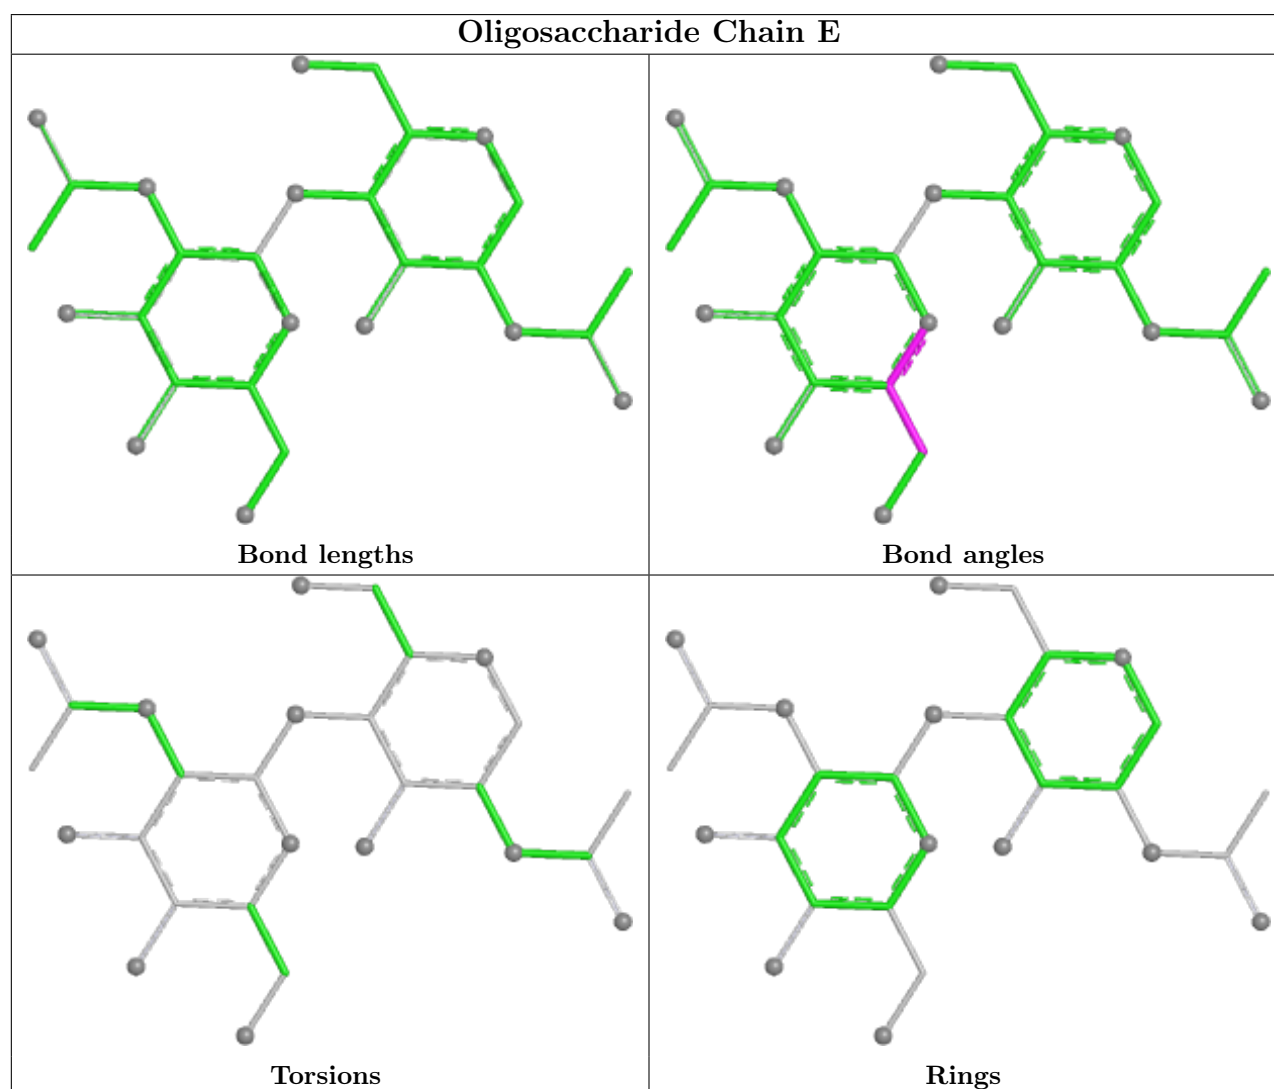 Oligosaccharide Chain E
Bond lengths
Bond angles
Torsions
Rings